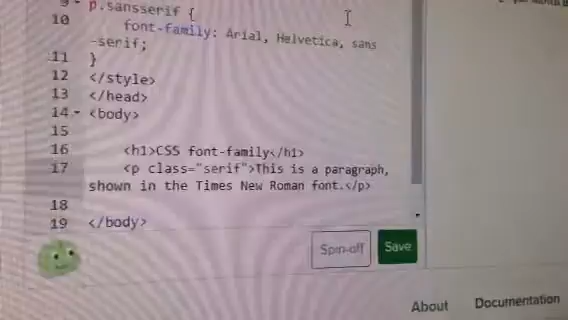 9 p.sansserif {
10 font-family: Arial, Helvetica, sans
-serif;
11 }
12 </style>
13 </head>
14 <body>
15
16 <h1>CSS font-family</h1>
17 <p class="serif">This is a paragraph,
shown in the Times New Roman font.</p>
18
19 </body>
Spin-off Save
About Documentation